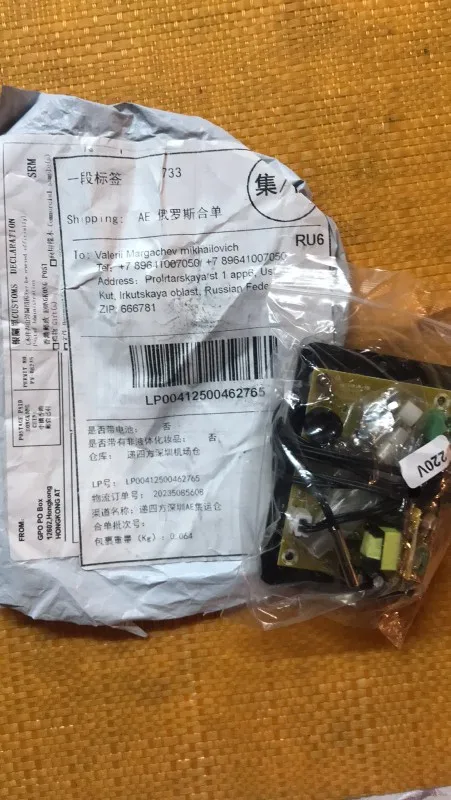 一段标签 733
集/
Shipping: AE 俄罗斯合单
RU6
To: Valerii Margachev mikhailovich
Tel: +7 89641007050/ +7 89641007050
Address: Proletarskaya'st 1 app6, Us
Kut, Irkutskaya oblast, Russian Fede
ZIP: 666781
LP00412500462765
是否带电池: 否
是否带有非液体化妆品: 否
仓库: 递四方深圳机场仓
LP号: LP00412500462765
物流订单号: 20235085608
渠道名称: 递四方深圳AE集运仓
合单批次号:
包裹重量 (Kg): 0.064
SRM
CUSTOMS DECLARATION
FROM:
GPO PO Box
12602,Hongkong
HONGKONG AT
220V